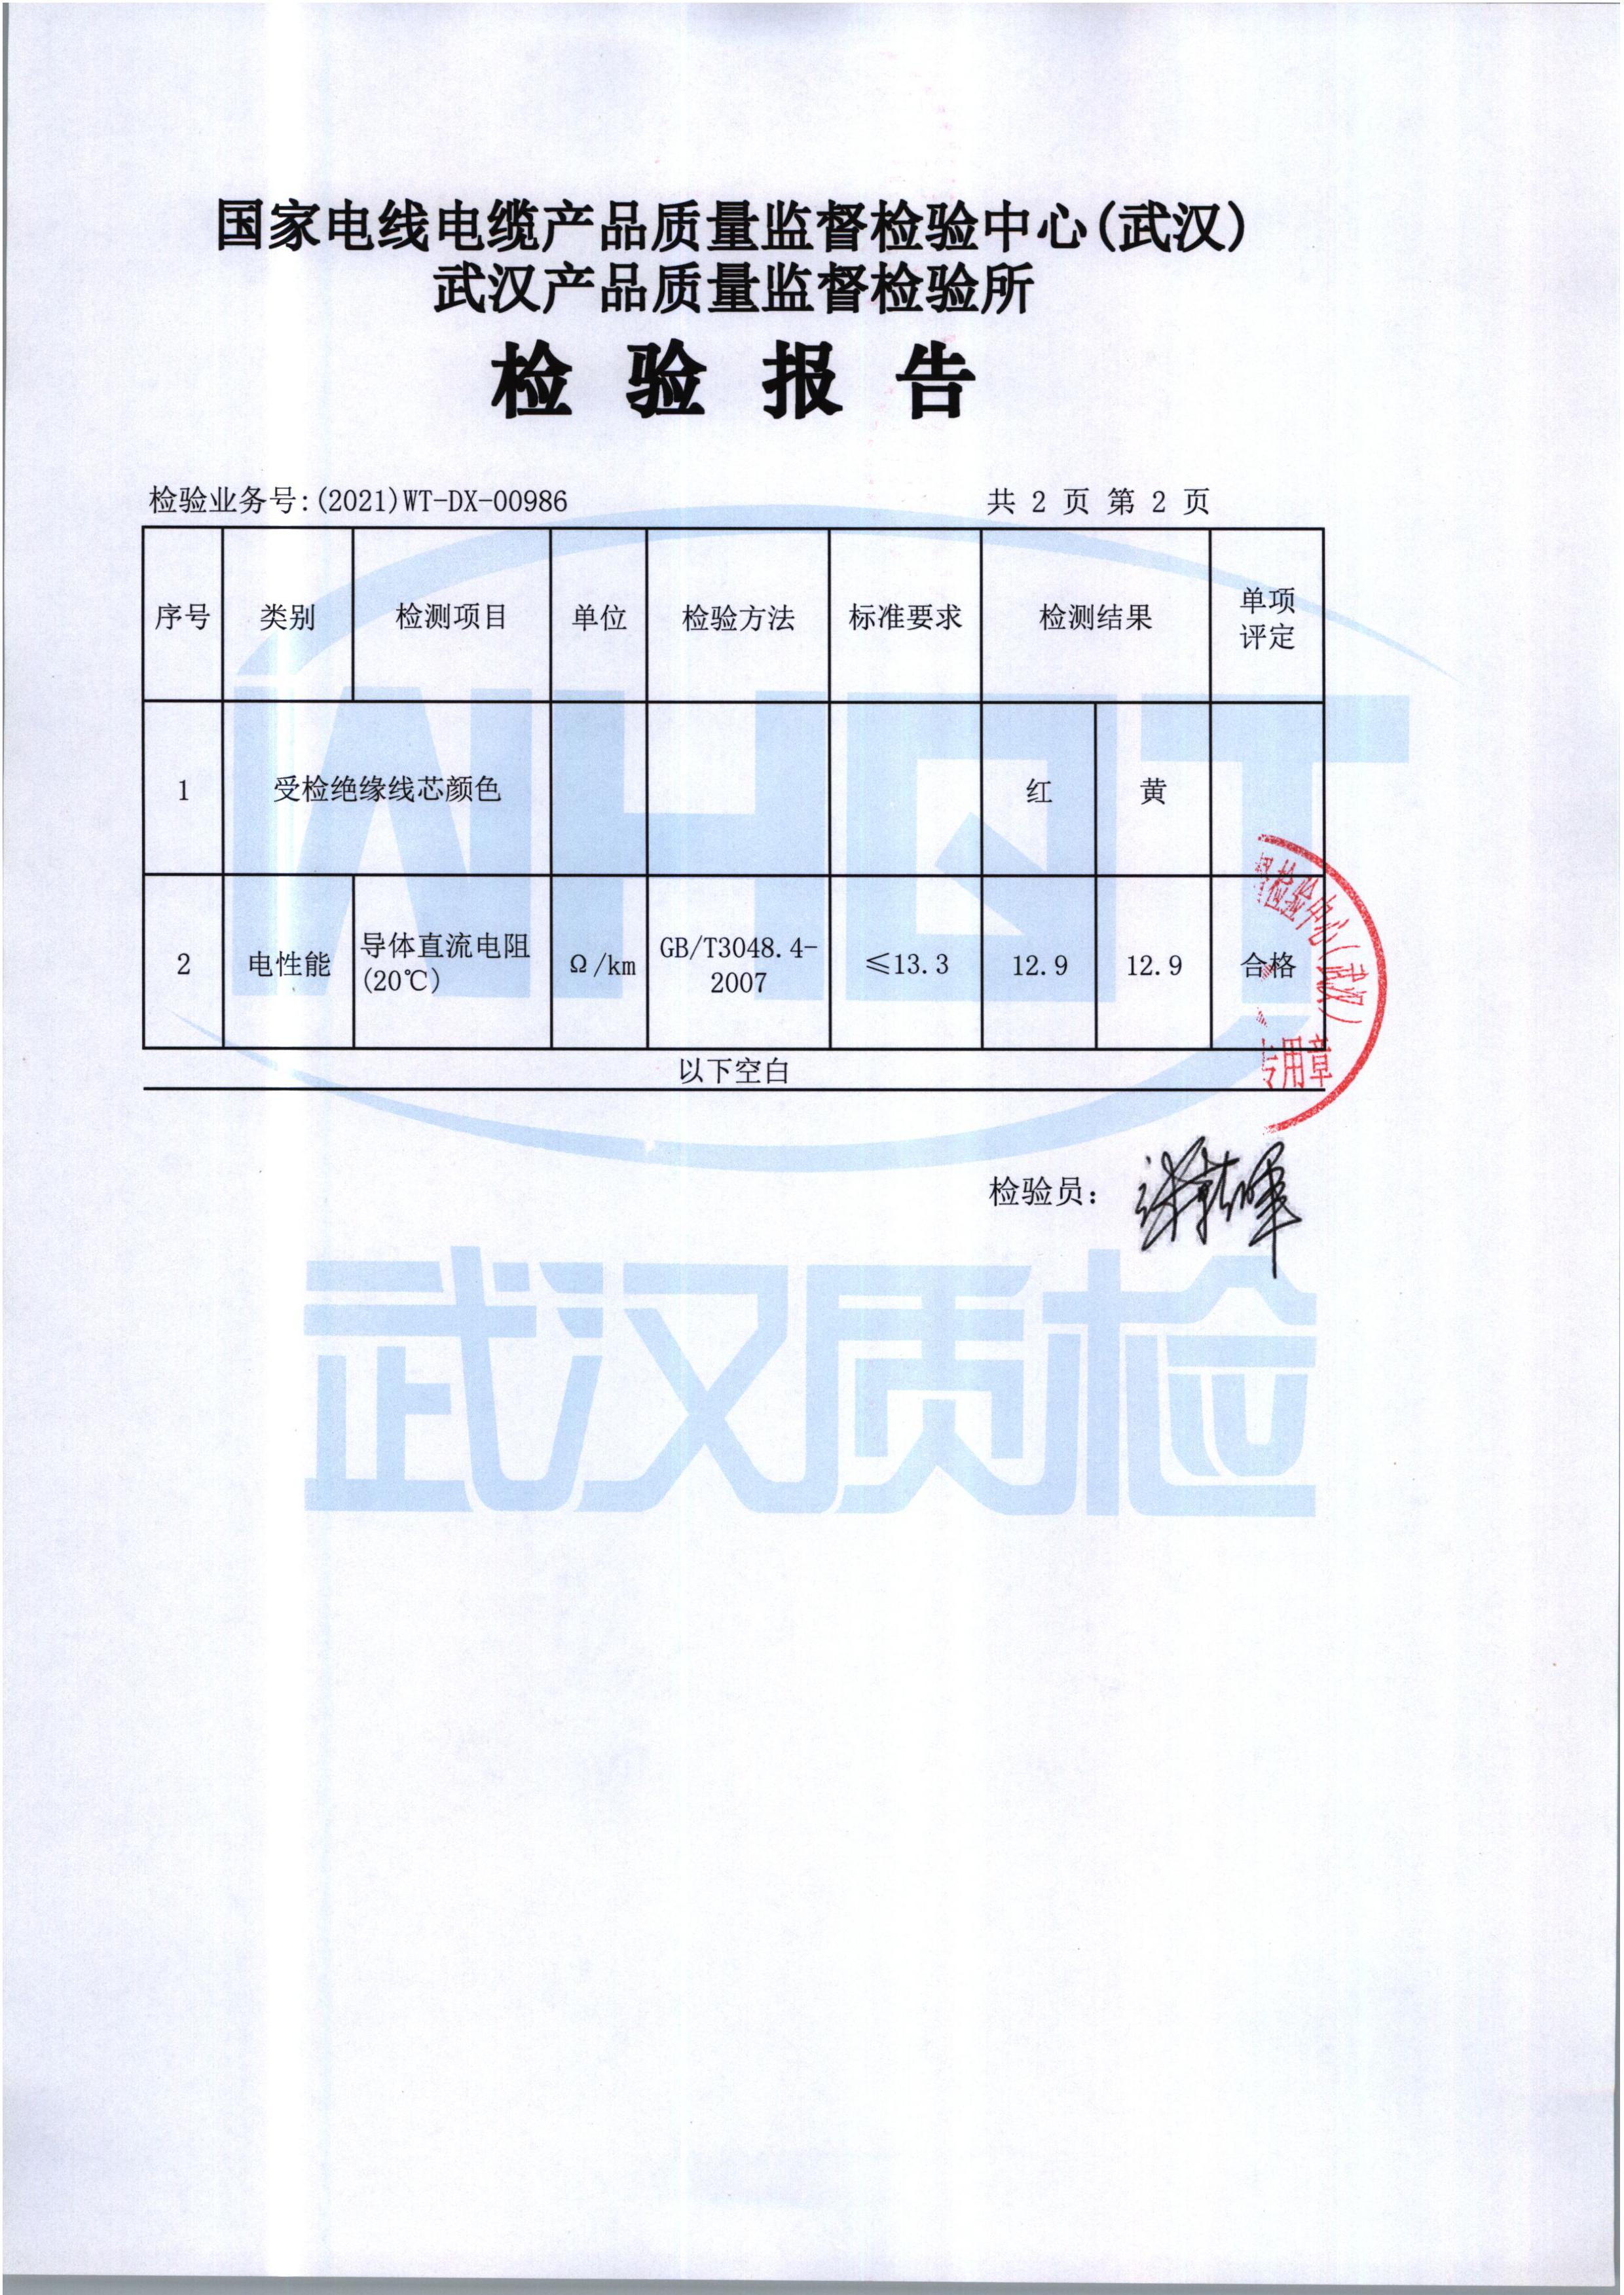 国家电线电缆产品质量监督检验中心(武汉)
武汉产品质量监督检验所
检验报告
检验业务号:(2021)WT-DX-00986
共 2 页 第 2 页
序号 类别 检测项目 单位 检验方法 标准要求 检测结果 单项评定
1 受检绝缘线芯颜色 红 黄
2 电性能 导体直流电阻(20℃) Ω/km GB/T3048.4-2007 ≤13.3 12.9 12.9 合格
以下空白
检验中心(武汉)
专用章
检验员:
WHQT
武汉质检